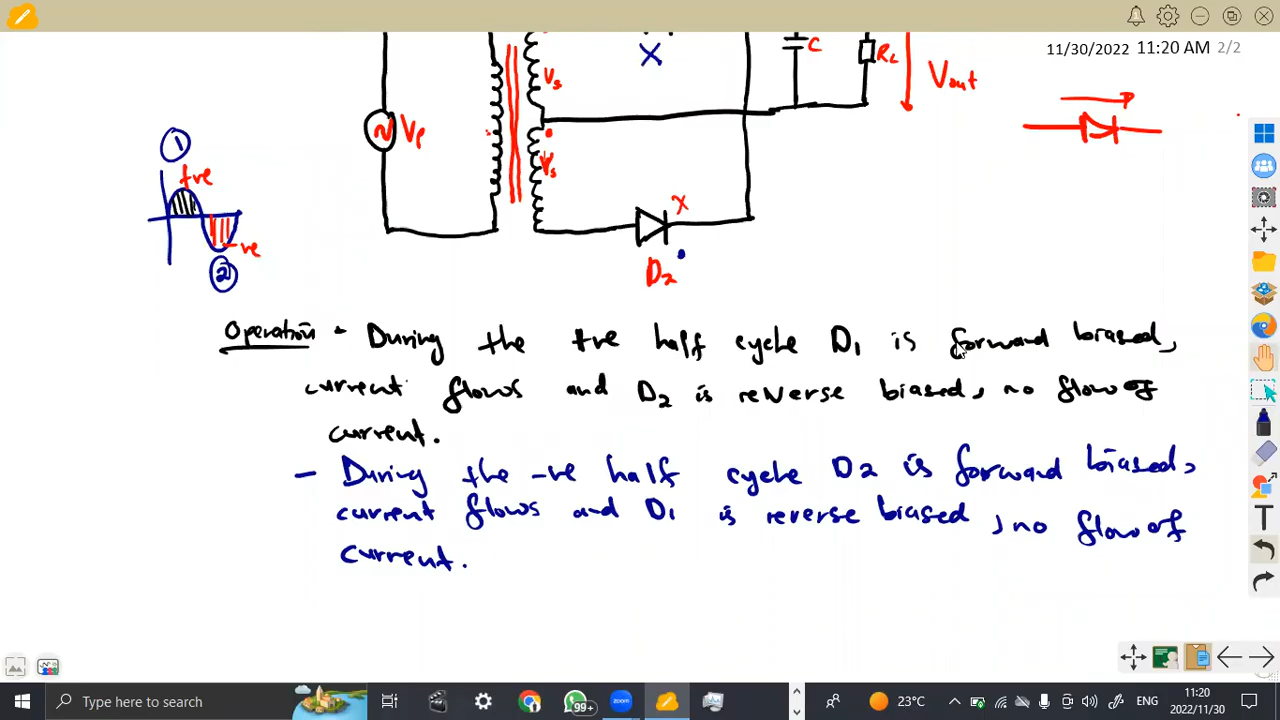 11/30/2022 11:20 AM 2/2
C
RL
Vs
Vout
Vp
1
+ve
Vs
x
-ve
2
D2
Operation - During the +ve half cycle D1 is forward biased,
current flows and D2 is reverse biased, no flow of
current.
- During the -ve half cycle D2 is forward biased,
current flows and D1 is reverse biased, no flow of
current.
Type here to search
99+
zoom
23°C
ENG
11:20
2022/11/30